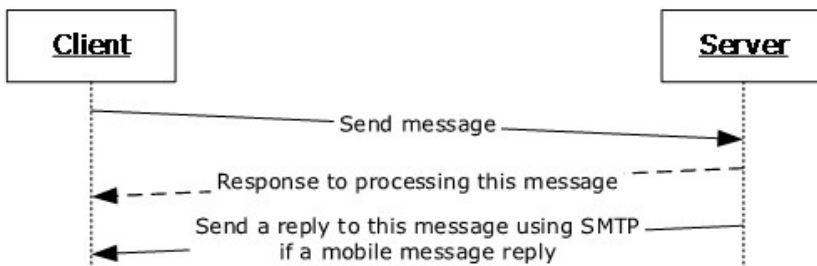 Client
Server
Send message
Response to processing this message
Send a reply to this message using SMTP
if a mobile message reply